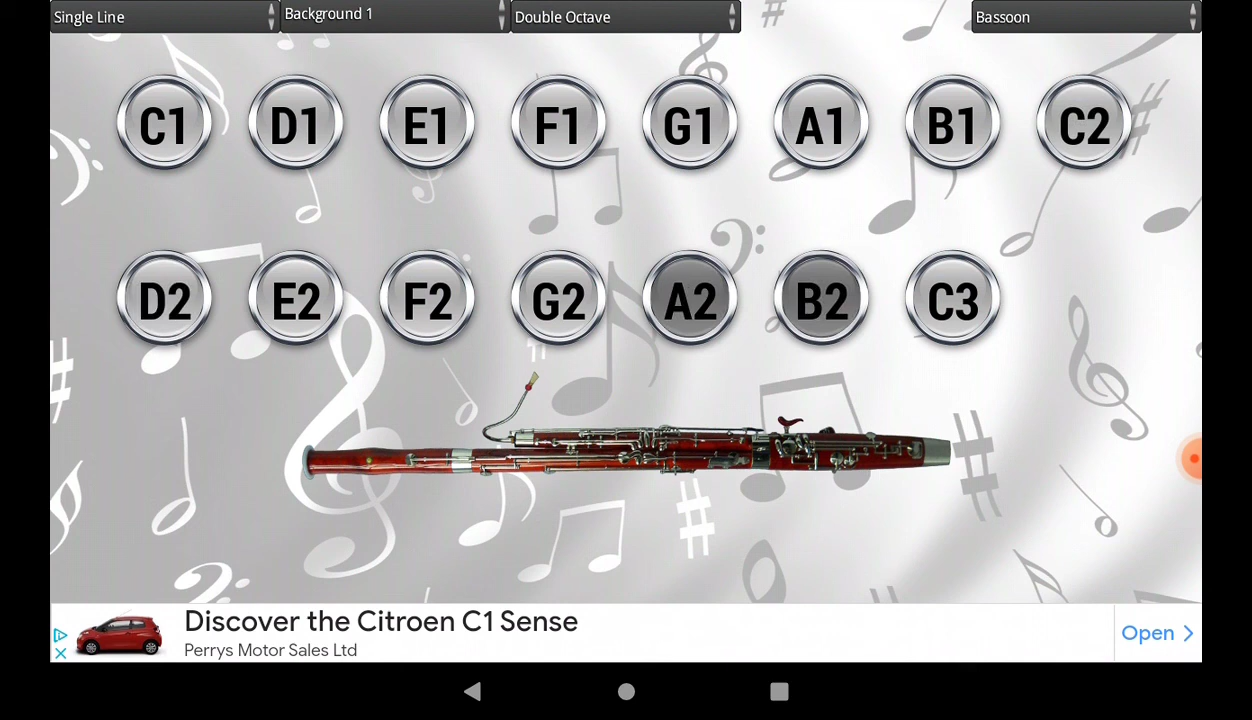 Single Line
Background 1
Double Octave
Bassoon
C1 D1 E1 F1 G1 A1 B1 C2
D2 E2 F2 G2 A2 B2 C3
Discover the Citroen C1 Sense
Perrys Motor Sales Ltd
Open